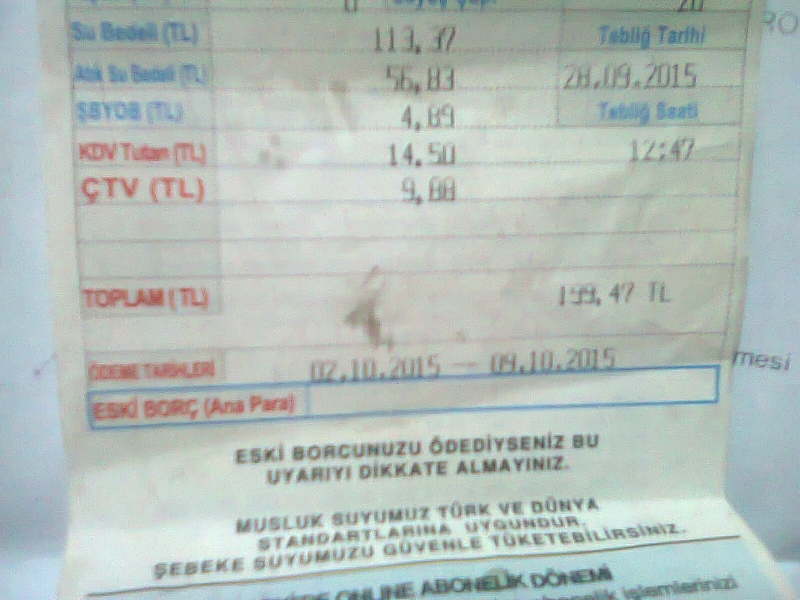 Su Bedeli (TL) 113,37 Tebliğ Tarihi
Atık Su Bedeli (TL) 56,83 28.09.2015
ŞBYOB (TL) 4,89 Tebliğ Saati
KDV Tutarı (TL) 14,50 12:47
ÇTV (TL) 9,88
TOPLAM (TL) 199,47 TL
ÖDEME TARİHLERİ 02.10.2015 — 09.10.2015
mesi
ESKİ BORÇ (Ana Para)
ESKİ BORCUNUZU ÖDEDİYSENİZ BU
UYARIYI DİKKATE ALMAYINIZ.
MUSLUK SUYUMUZ TÜRK VE DÜNYA
STANDARTLARINA UYGUNDUR.
ŞEBEKE SUYUMUZU GÜVENLE TÜKETEBİLİRSİNİZ.
ONLINE ABONELİK DÖNEMİ
işlemlerinizi